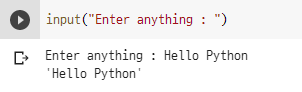 input("Enter anything : ")
Enter anything : Hello Python
'Hello Python'